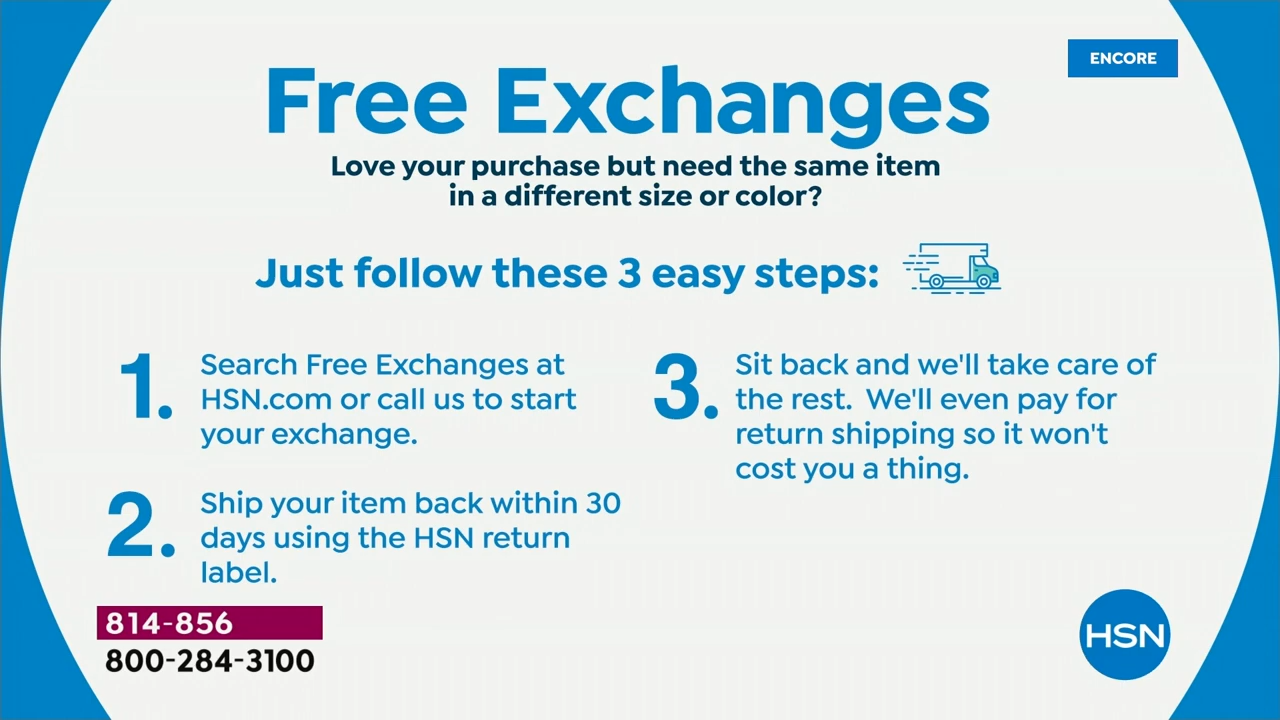 ENCORE
Free Exchanges
Love your purchase but need the same item
in a different size or color?
Just follow these 3 easy steps:
1. Search Free Exchanges at
HSN.com or call us to start
your exchange.
2. Ship your item back within 30
days using the HSN return
label.
3. Sit back and we'll take care of
the rest. We'll even pay for
return shipping so it won't
cost you a thing.
814-856
800-284-3100
HSN